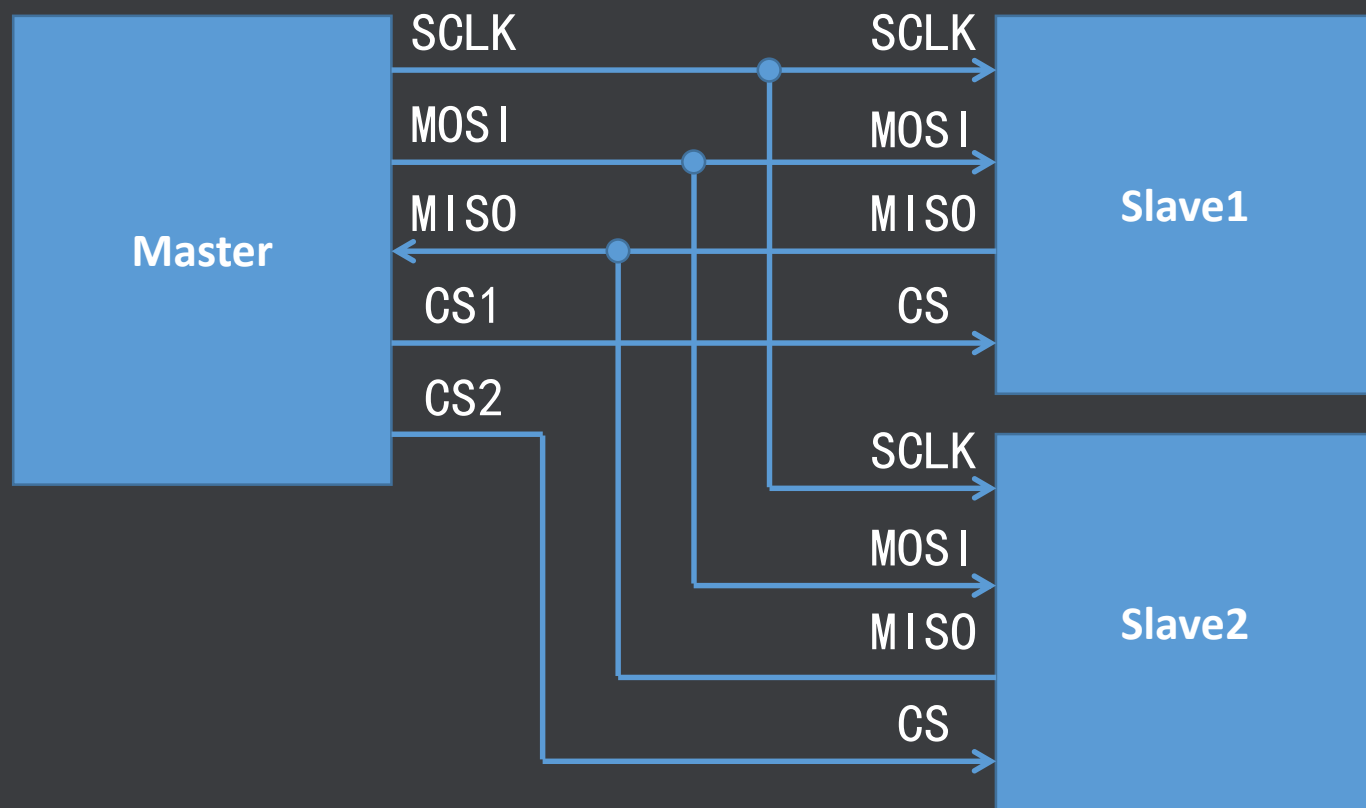 Master
SCLK
MOSI
MISO
CS1
CS2
SCLK
MOSI
MISO
CS
Slave1
SCLK
MOSI
MISO
CS
Slave2